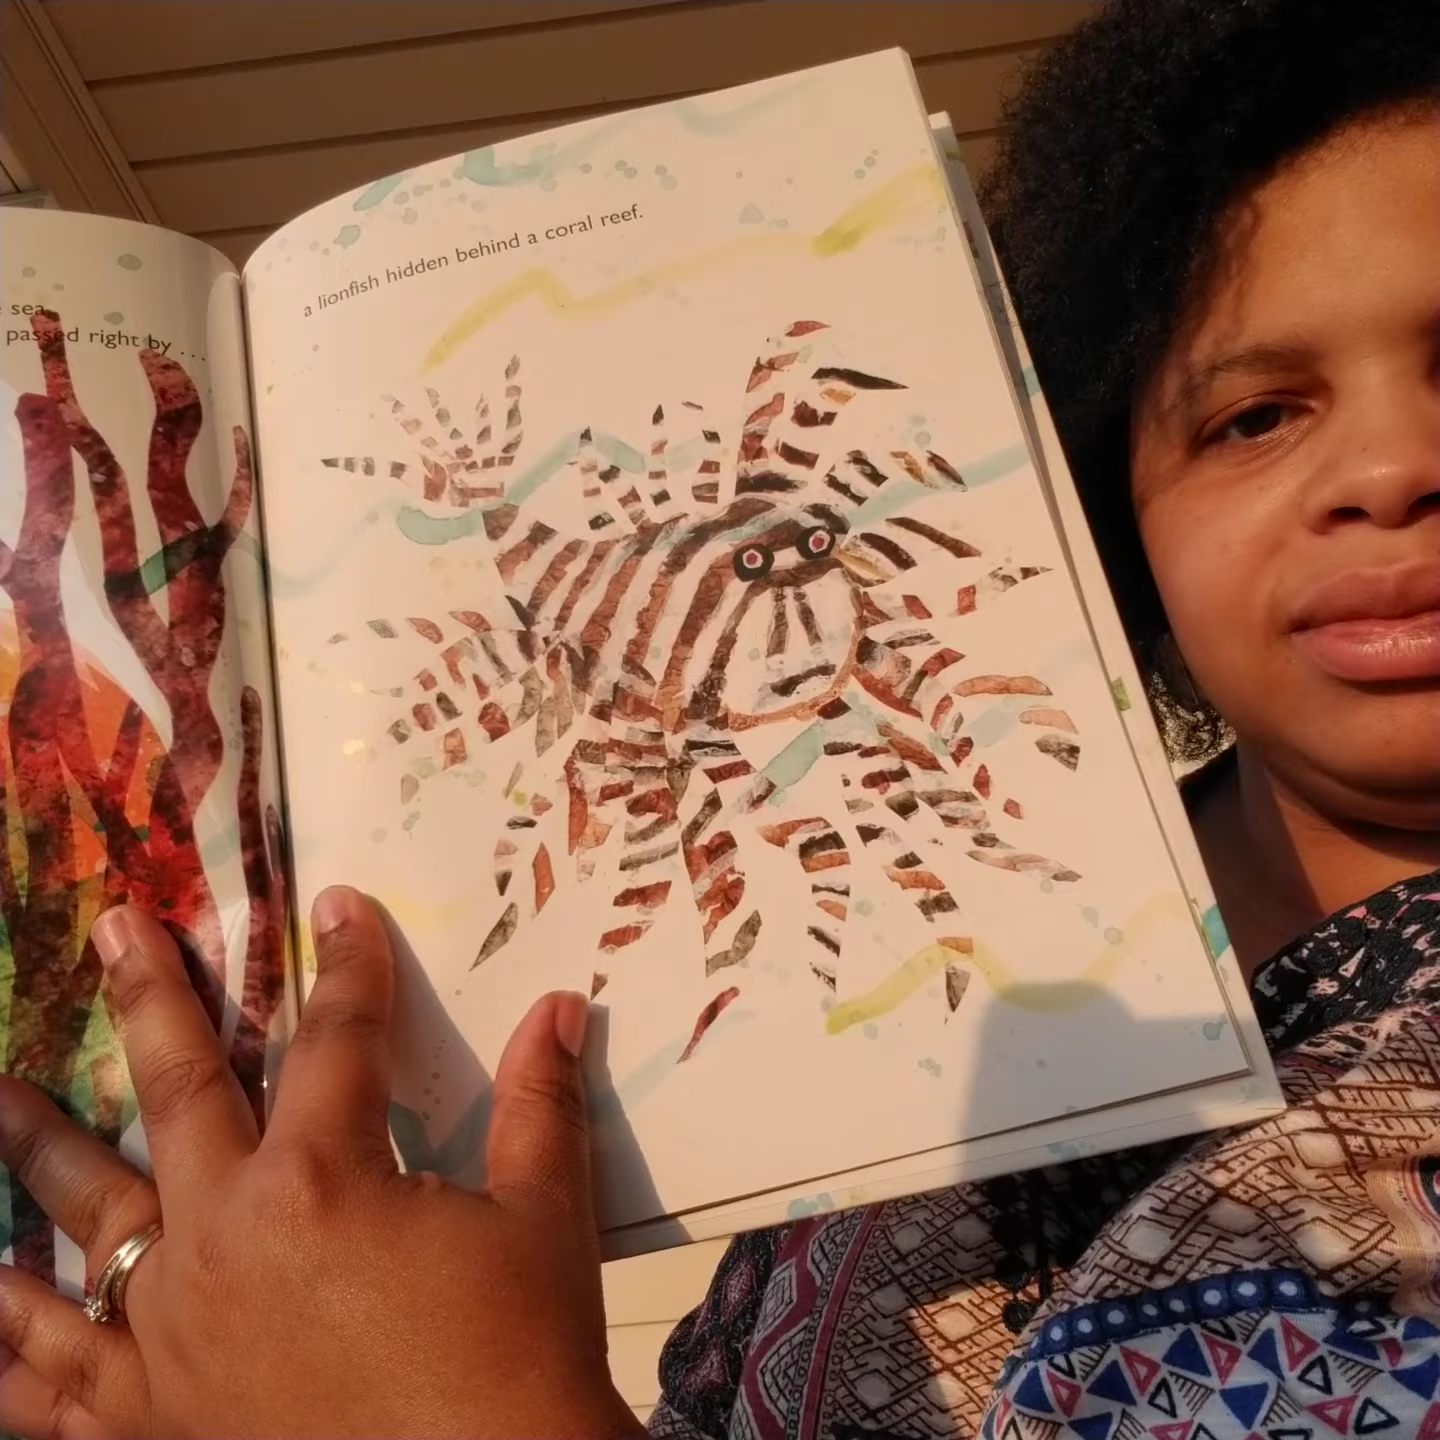 sea
passed right by . . .
a lionfish hidden behind a coral reef.